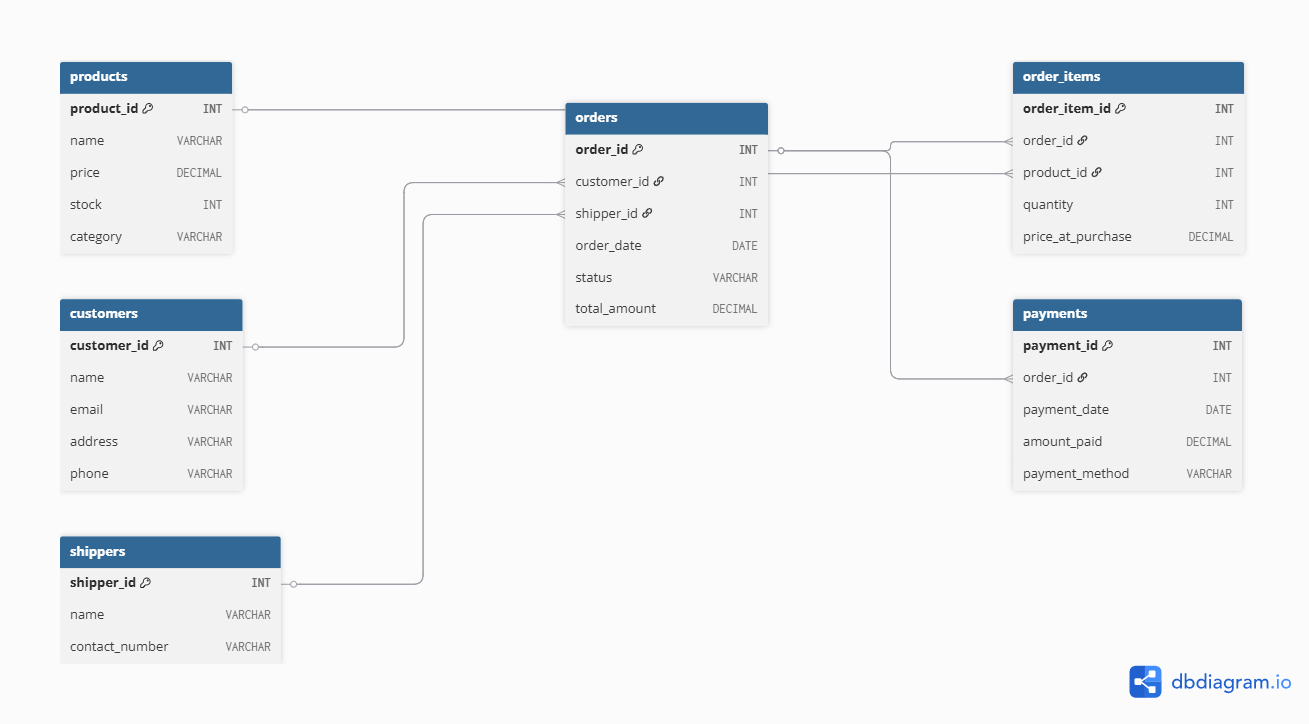 products
product_id INT
name VARCHAR
price DECIMAL
stock INT
category VARCHAR
customers
customer_id INT
name VARCHAR
email VARCHAR
address VARCHAR
phone VARCHAR
shippers
shipper_id INT
name VARCHAR
contact_number VARCHAR
orders
order_id INT
customer_id INT
shipper_id INT
order_date DATE
status VARCHAR
total_amount DECIMAL
order_items
order_item_id INT
order_id INT
product_id INT
quantity INT
price_at_purchase DECIMAL
payments
payment_id INT
order_id INT
payment_date DATE
amount_paid DECIMAL
payment_method VARCHAR
dbdiagram.io